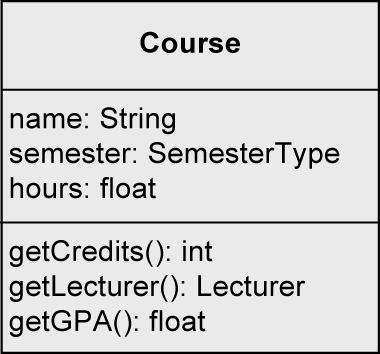 Course
name: String
semester: SemesterType
hours: float
getCredits(): int
getLecturer(): Lecturer
getGPA(): float